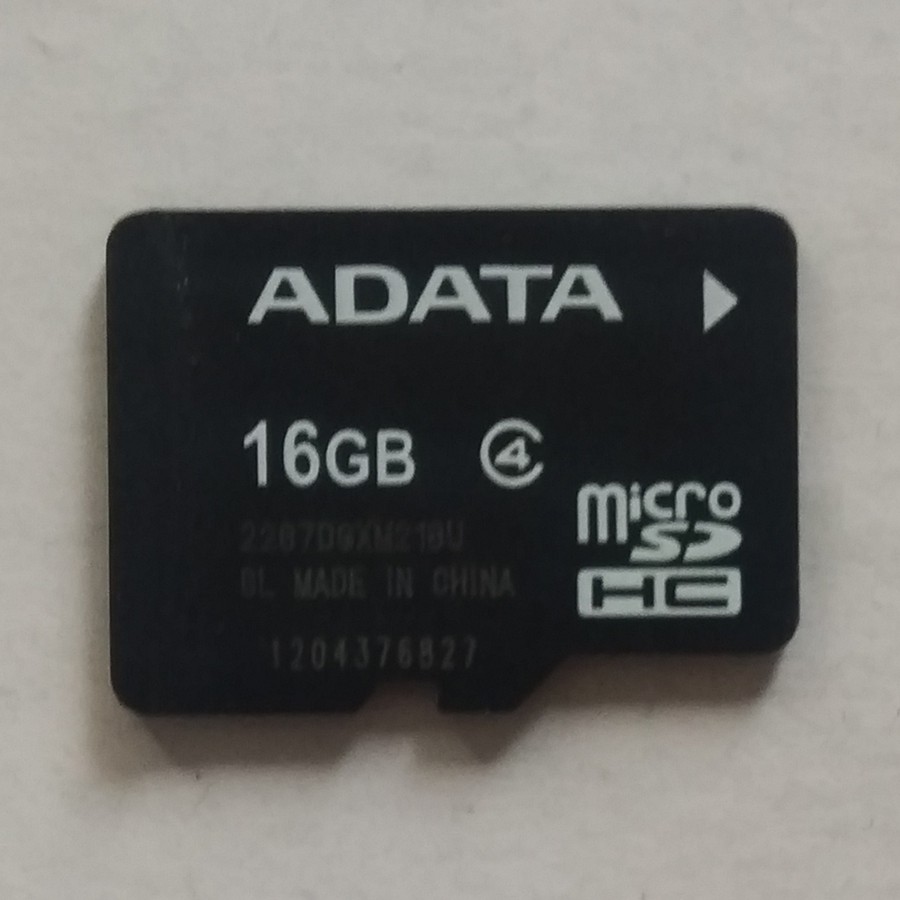 ADATA
16GB 4
micro
SD
HC
MADE IN CHINA
1204376827